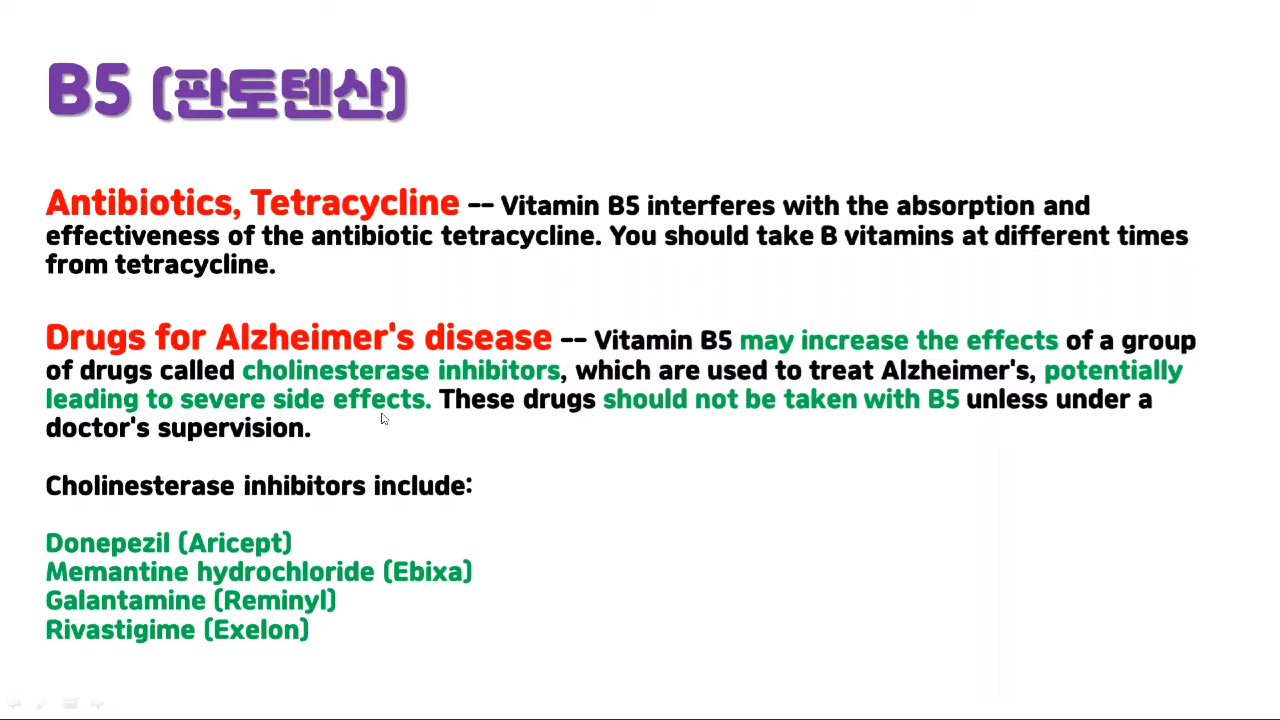 B5 (판토텐산)
Antibiotics, Tetracycline -- Vitamin B5 interferes with the absorption and
effectiveness of the antibiotic tetracycline. You should take B vitamins at different times
from tetracycline.
Drugs for Alzheimer's disease -- Vitamin B5 may increase the effects of a group
of drugs called cholinesterase inhibitors, which are used to treat Alzheimer's, potentially
leading to severe side effects. These drugs should not be taken with B5 unless under a
doctor's supervision.
Cholinesterase inhibitors include:
Donepezil (Aricept)
Memantine hydrochloride (Ebixa)
Galantamine (Reminyl)
Rivastigime (Exelon)